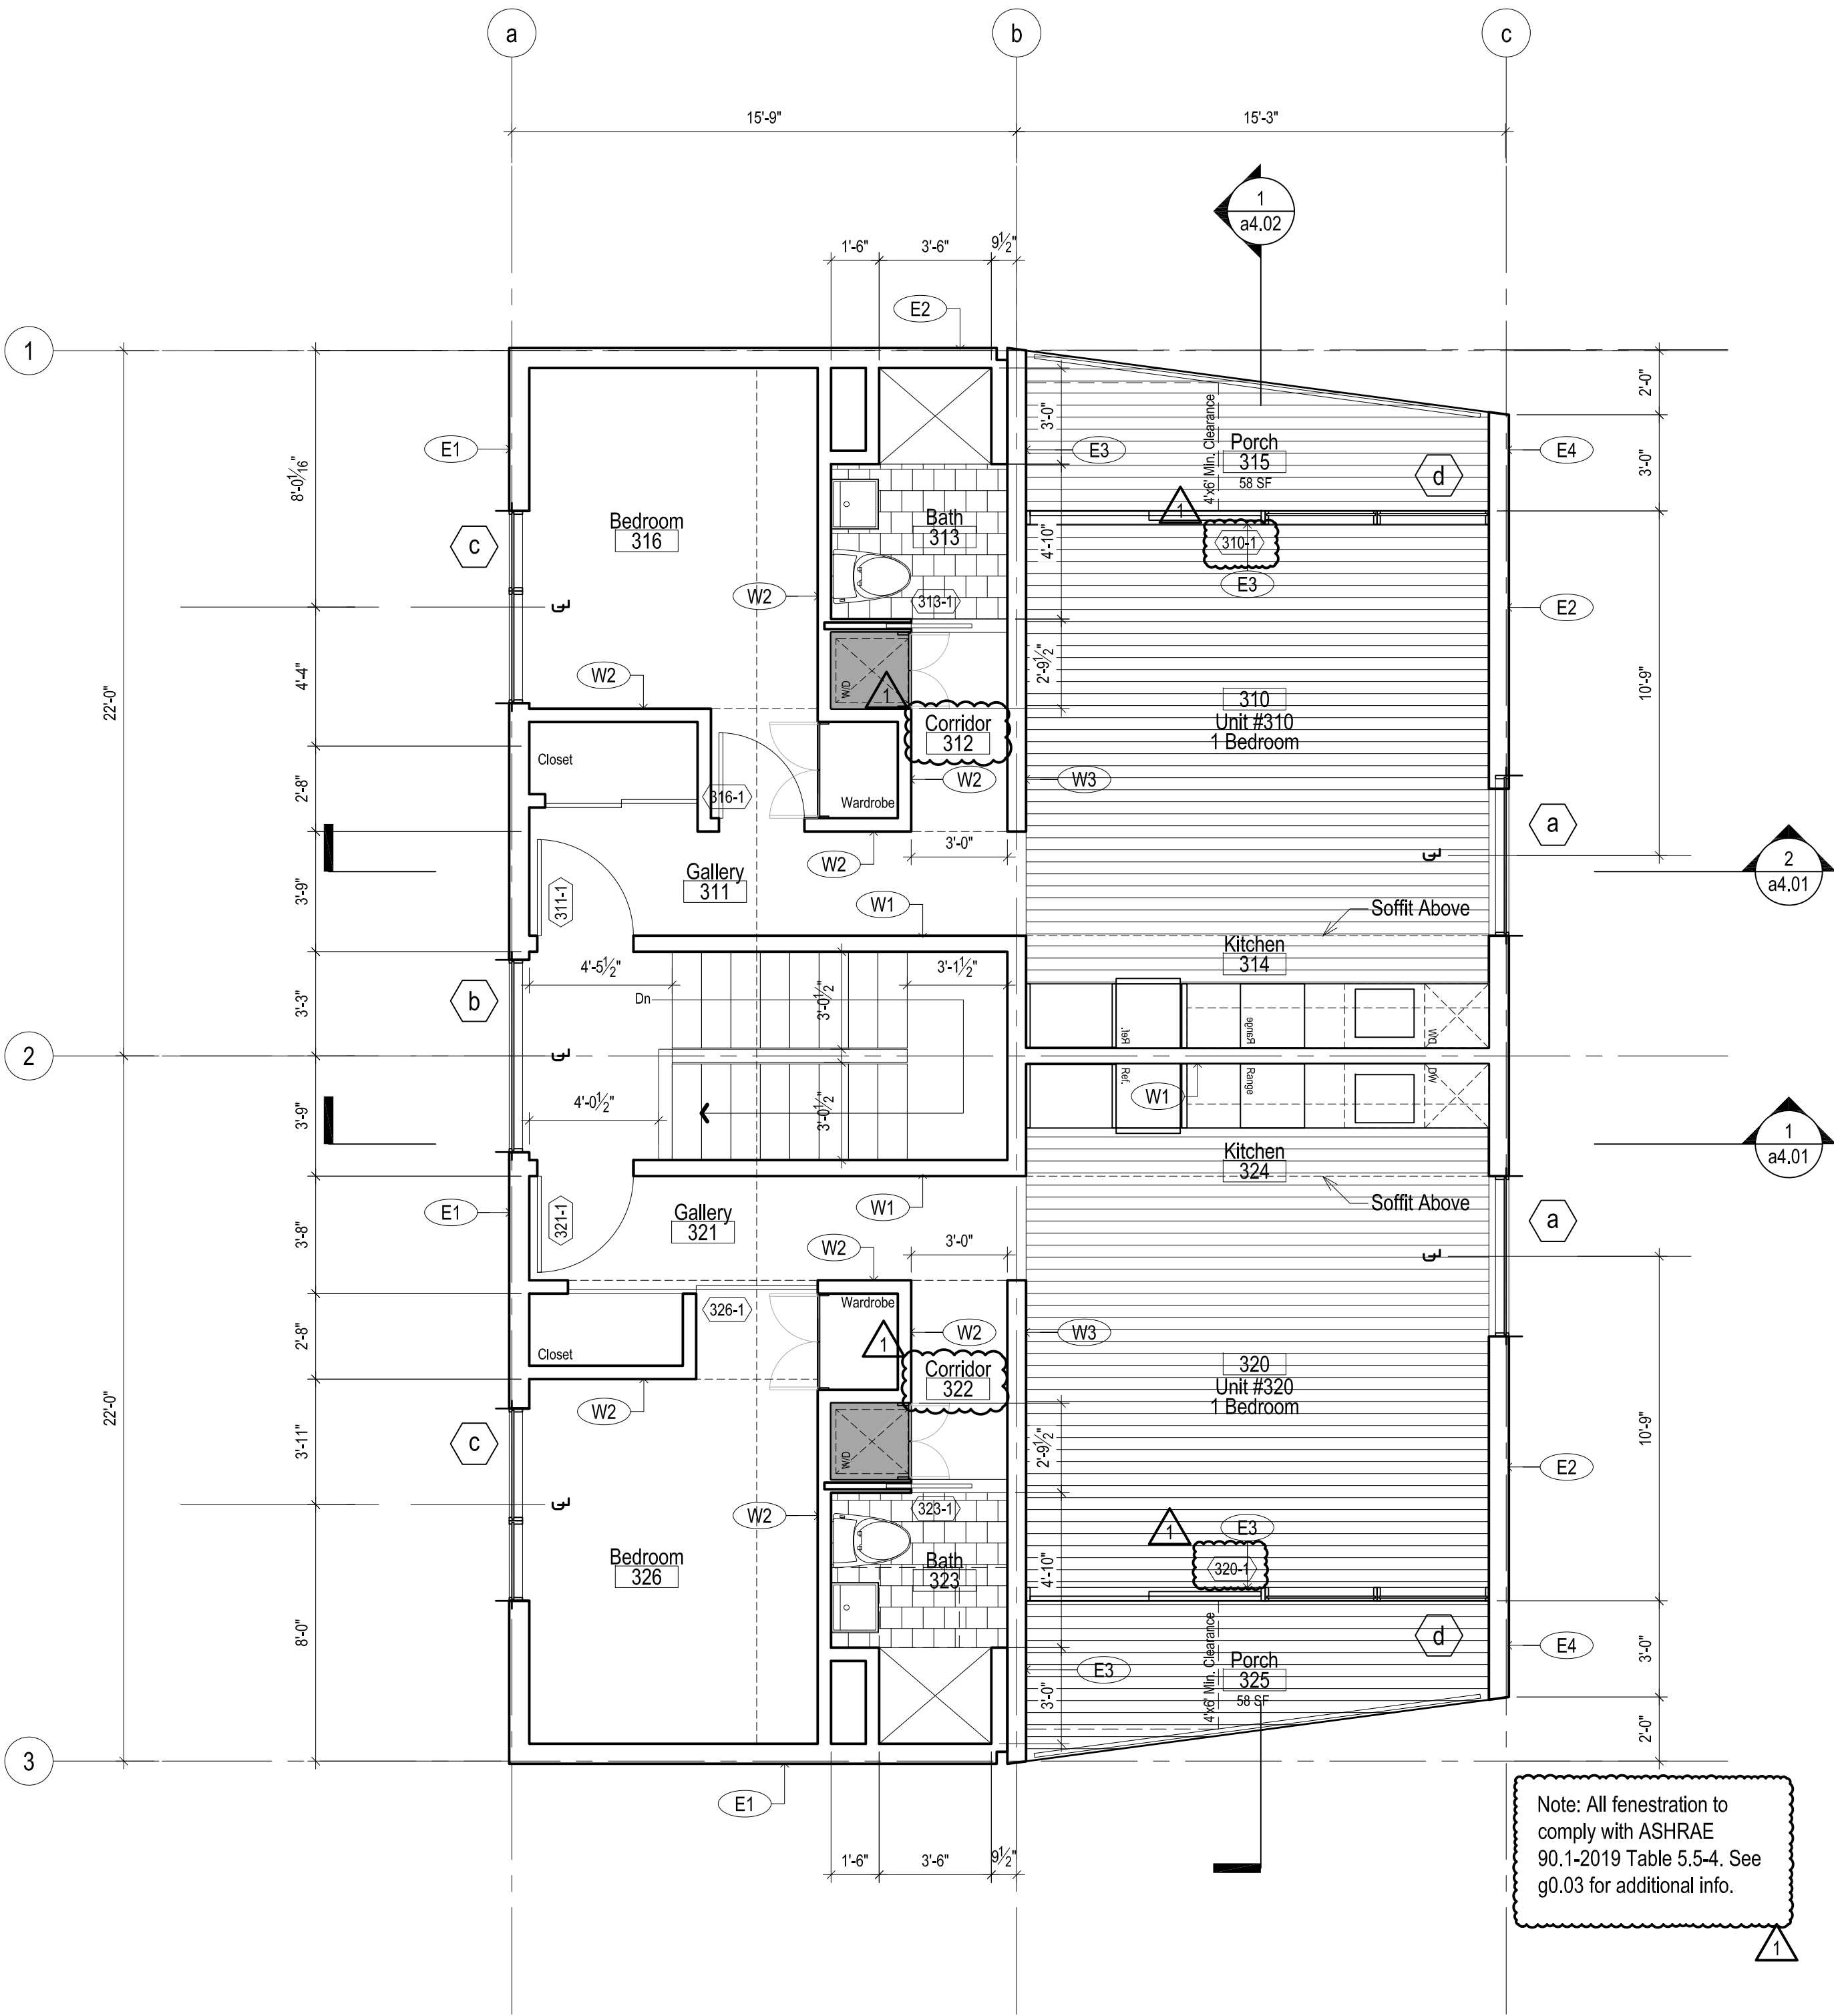 a
b
c
15'-9"
15'-3"
1
a4.02
1'-6"
3'-6"
9½"
E2
1
2'-0"
3'-0"
4'x6' Min. Clearance
Porch
315
58 SF
E1
E3
E4
d
8'-0 1/16"
3'-0"
Bedroom
316
Bath
313
4'-10"
1
310-1
E3
c
W2
313-1
E2
2'-9½"
W/D
1
4'-4"
W2
22'-0"
10'-9"
Corridor
312
310
Unit #310
1 Bedroom
Closet
2'-8"
316-1
Wardrobe
W2
W3
a
W2
3'-0"
2
a4.01
3'-9"
311-1
Gallery
311
W1
Soffit Above
Kitchen
314
4'-5½"
3'-1½"
Dn
3'-0½"
b
3'-3"
Ref.
Range
DW
2
Ref.
Range
DW
W1
3'-9"
4'-0½"
3'-0½"
1
a4.01
Kitchen
324
Soffit Above
E1
321-1
Gallery
321
W1
a
3'-8"
W2
3'-0"
326-1
Wardrobe
1
W2
W3
2'-8"
Closet
Corridor
322
320
Unit #320
1 Bedroom
22'-0"
W2
3'-11"
c
W/D
2'-9½"
10'-9"
E2
W2
323-1
1
E3
320-1
Bedroom
326
Bath
323
4'-10"
8'-0"
d
4'x6' Min. Clearance
Porch
325
58 SF
E3
E4
3'-0"
3'-0"
2'-0"
3
E1
1'-6"
3'-6"
9½"
Note: All fenestration to
comply with ASHRAE
90.1-2019 Table 5.5-4. See
g0.03 for additional info.
1